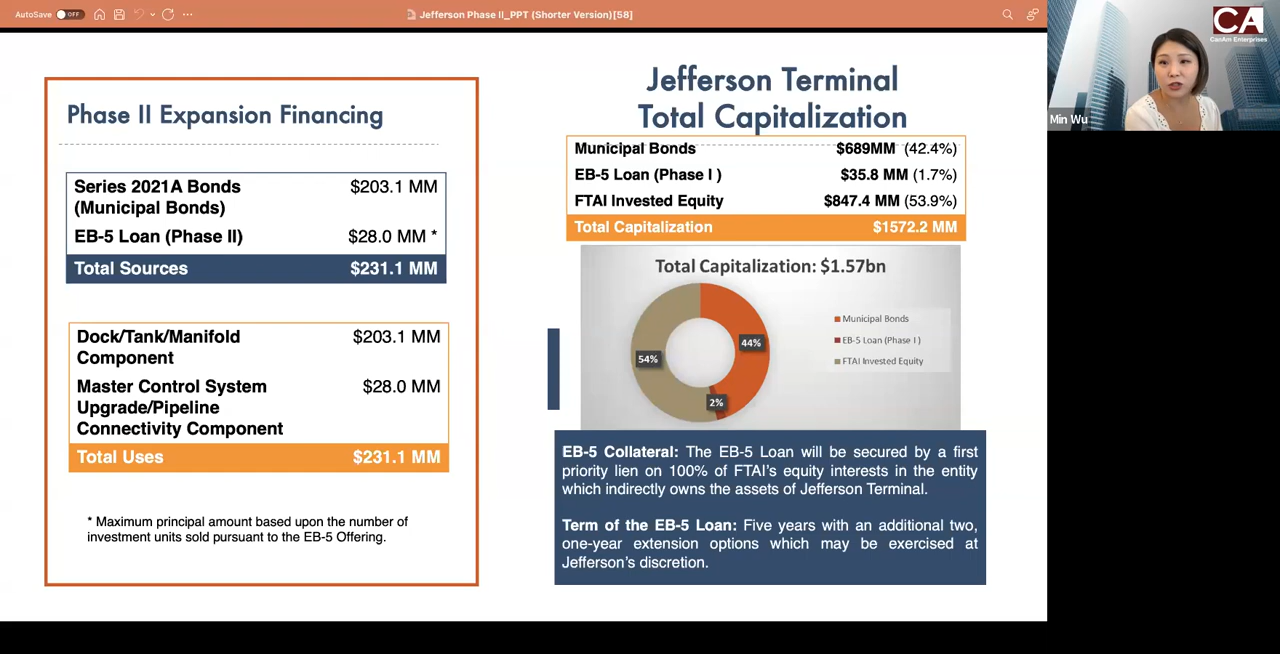 AutoSave OFF
Jefferson Phase II_PPT (Shorter Version)[58]
CA
CanAm Enterprises
Min Wu
Phase II Expansion Financing
Series 2021A Bonds $203.1 MM
(Municipal Bonds)
EB-5 Loan (Phase II) $28.0 MM *
Total Sources $231.1 MM
Dock/Tank/Manifold $203.1 MM
Component
Master Control System $28.0 MM
Upgrade/Pipeline
Connectivity Component
Total Uses $231.1 MM
* Maximum principal amount based upon the number of
investment units sold pursuant to the EB-5 Offering.
Jefferson Terminal
Total Capitalization
Municipal Bonds $689MM (42.4%)
EB-5 Loan (Phase I ) $35.8 MM (1.7%)
FTAI Invested Equity $847.4 MM (53.9%)
Total Capitalization $1572.2 MM
Total Capitalization: $1.57bn
44%
54%
2%
Municipal Bonds
EB-5 Loan (Phase I )
FTAI Invested Equity
EB-5 Collateral: The EB-5 Loan will be secured by a first
priority lien on 100% of FTAI's equity interests in the entity
which indirectly owns the assets of Jefferson Terminal.
Term of the EB-5 Loan: Five years with an additional two,
one-year extension options which may be exercised at
Jefferson's discretion.